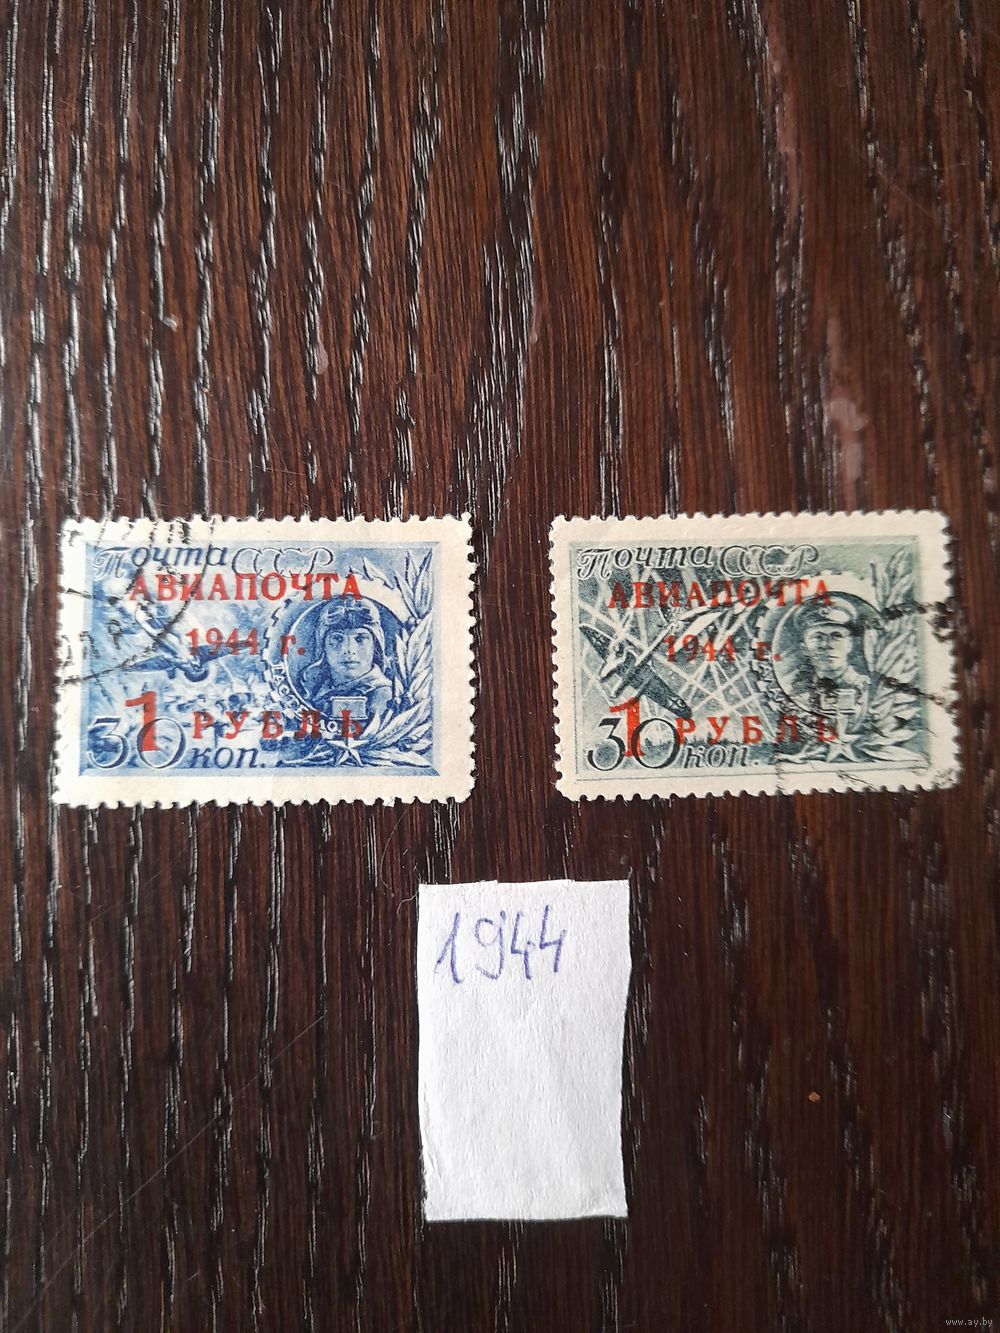 Почта СССР
АВИАПОЧТА
1944 г.
1 РУБЛЬ
30 коп.
Почта СССР
АВИАПОЧТА
1944 г.
1 РУБЛЬ
30 коп.
1944
www.ay.by